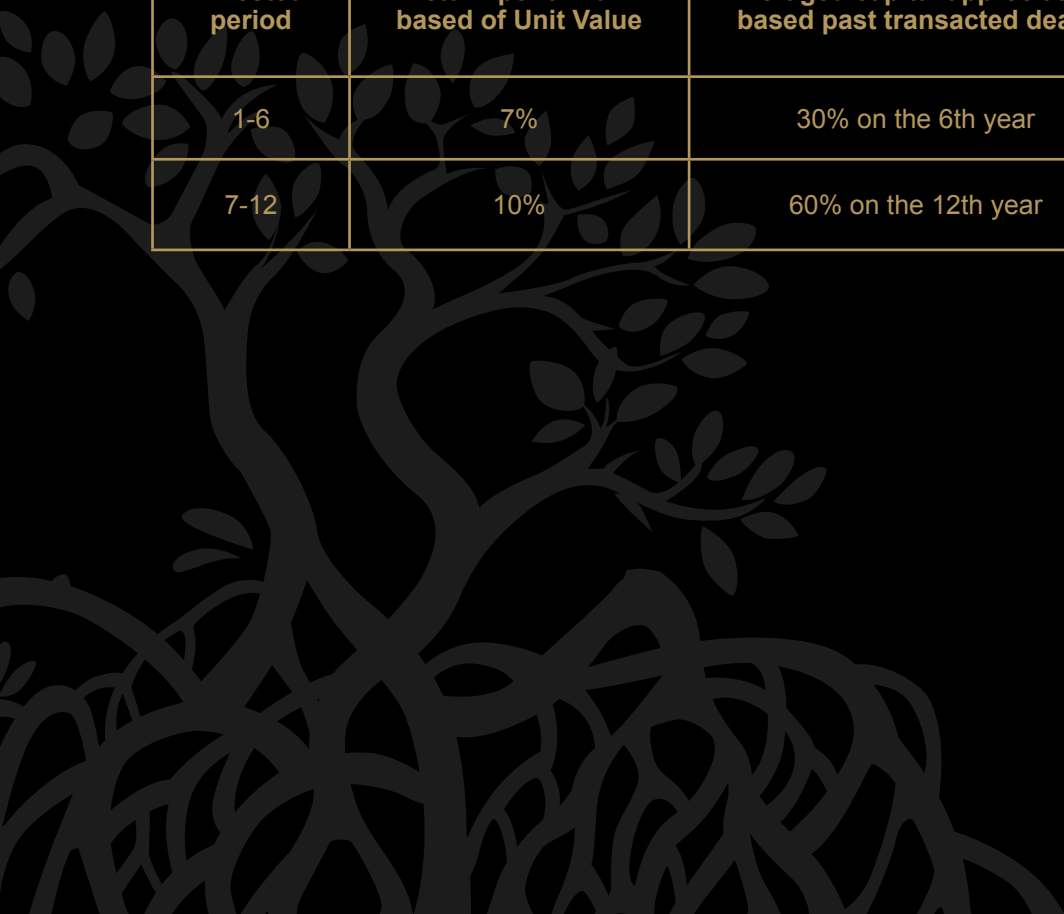 period
based of Unit Value
based past transacted
1-6
7%
30% on the 6th year
7-12
10%
60% on the 12th year